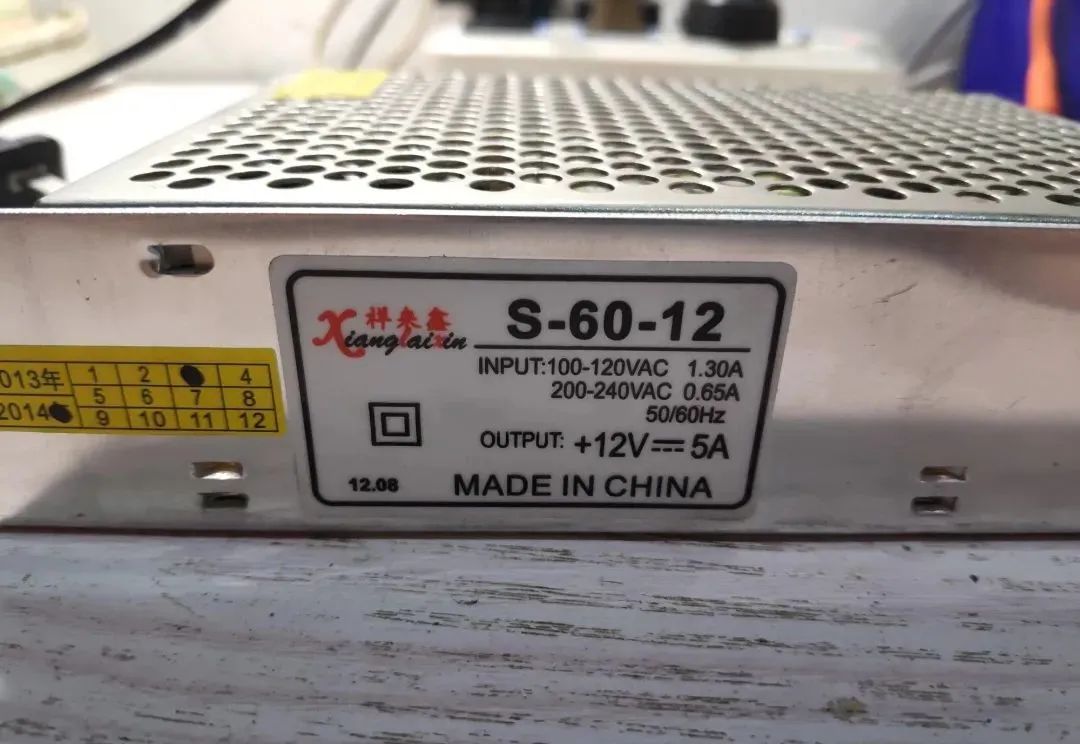 祥来鑫
Xianglaixin
S-60-12
INPUT:100-120VAC 1.30A
200-240VAC 0.65A
50/60Hz
OUTPUT: +12V⎓5A
12.08
MADE IN CHINA
013年 1 2 4
5 6 7 8
2014 9 10 11 12